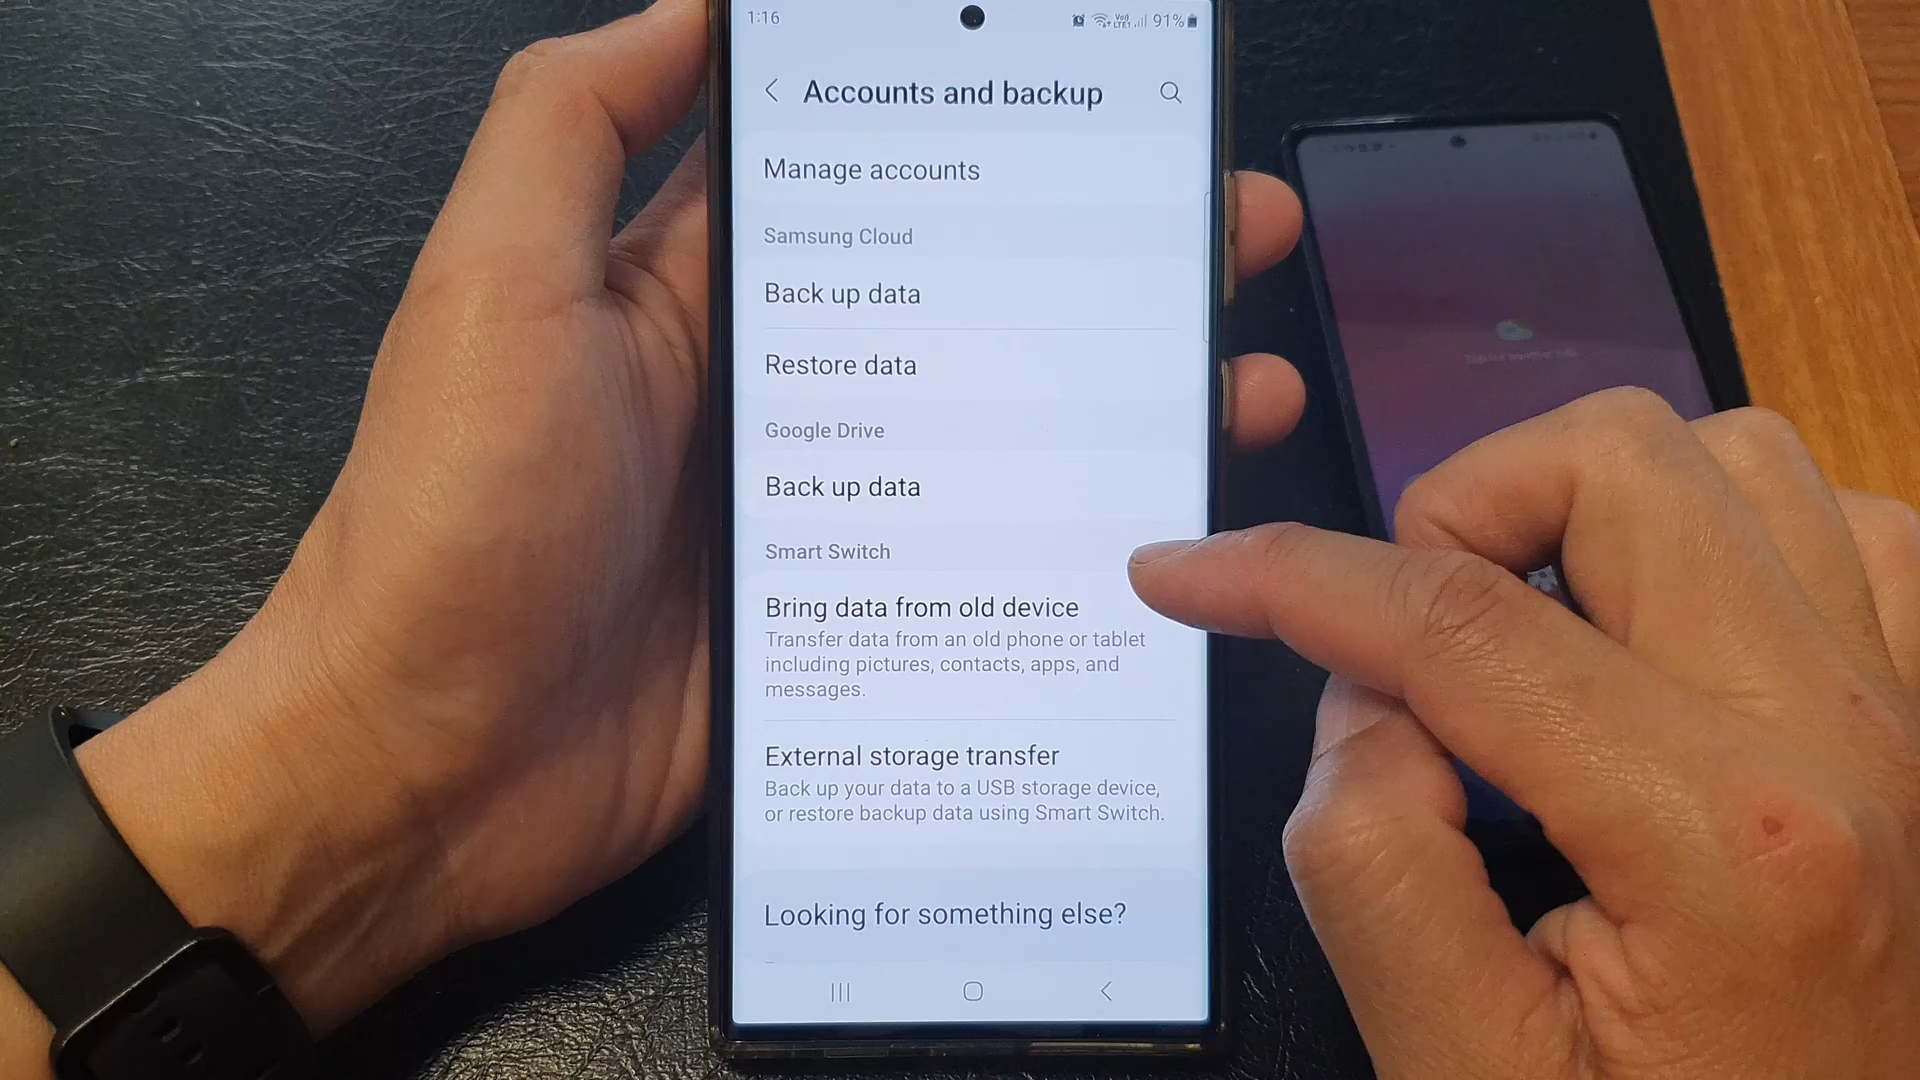 1:16
91%
Accounts and backup
Manage accounts
Samsung Cloud
Back up data
Restore data
Google Drive
Back up data
Smart Switch
Bring data from old device
Transfer data from an old phone or tablet
including pictures, contacts, apps, and
messages.
External storage transfer
Back up your data to a USB storage device,
or restore backup data using Smart Switch.
Looking for something else?